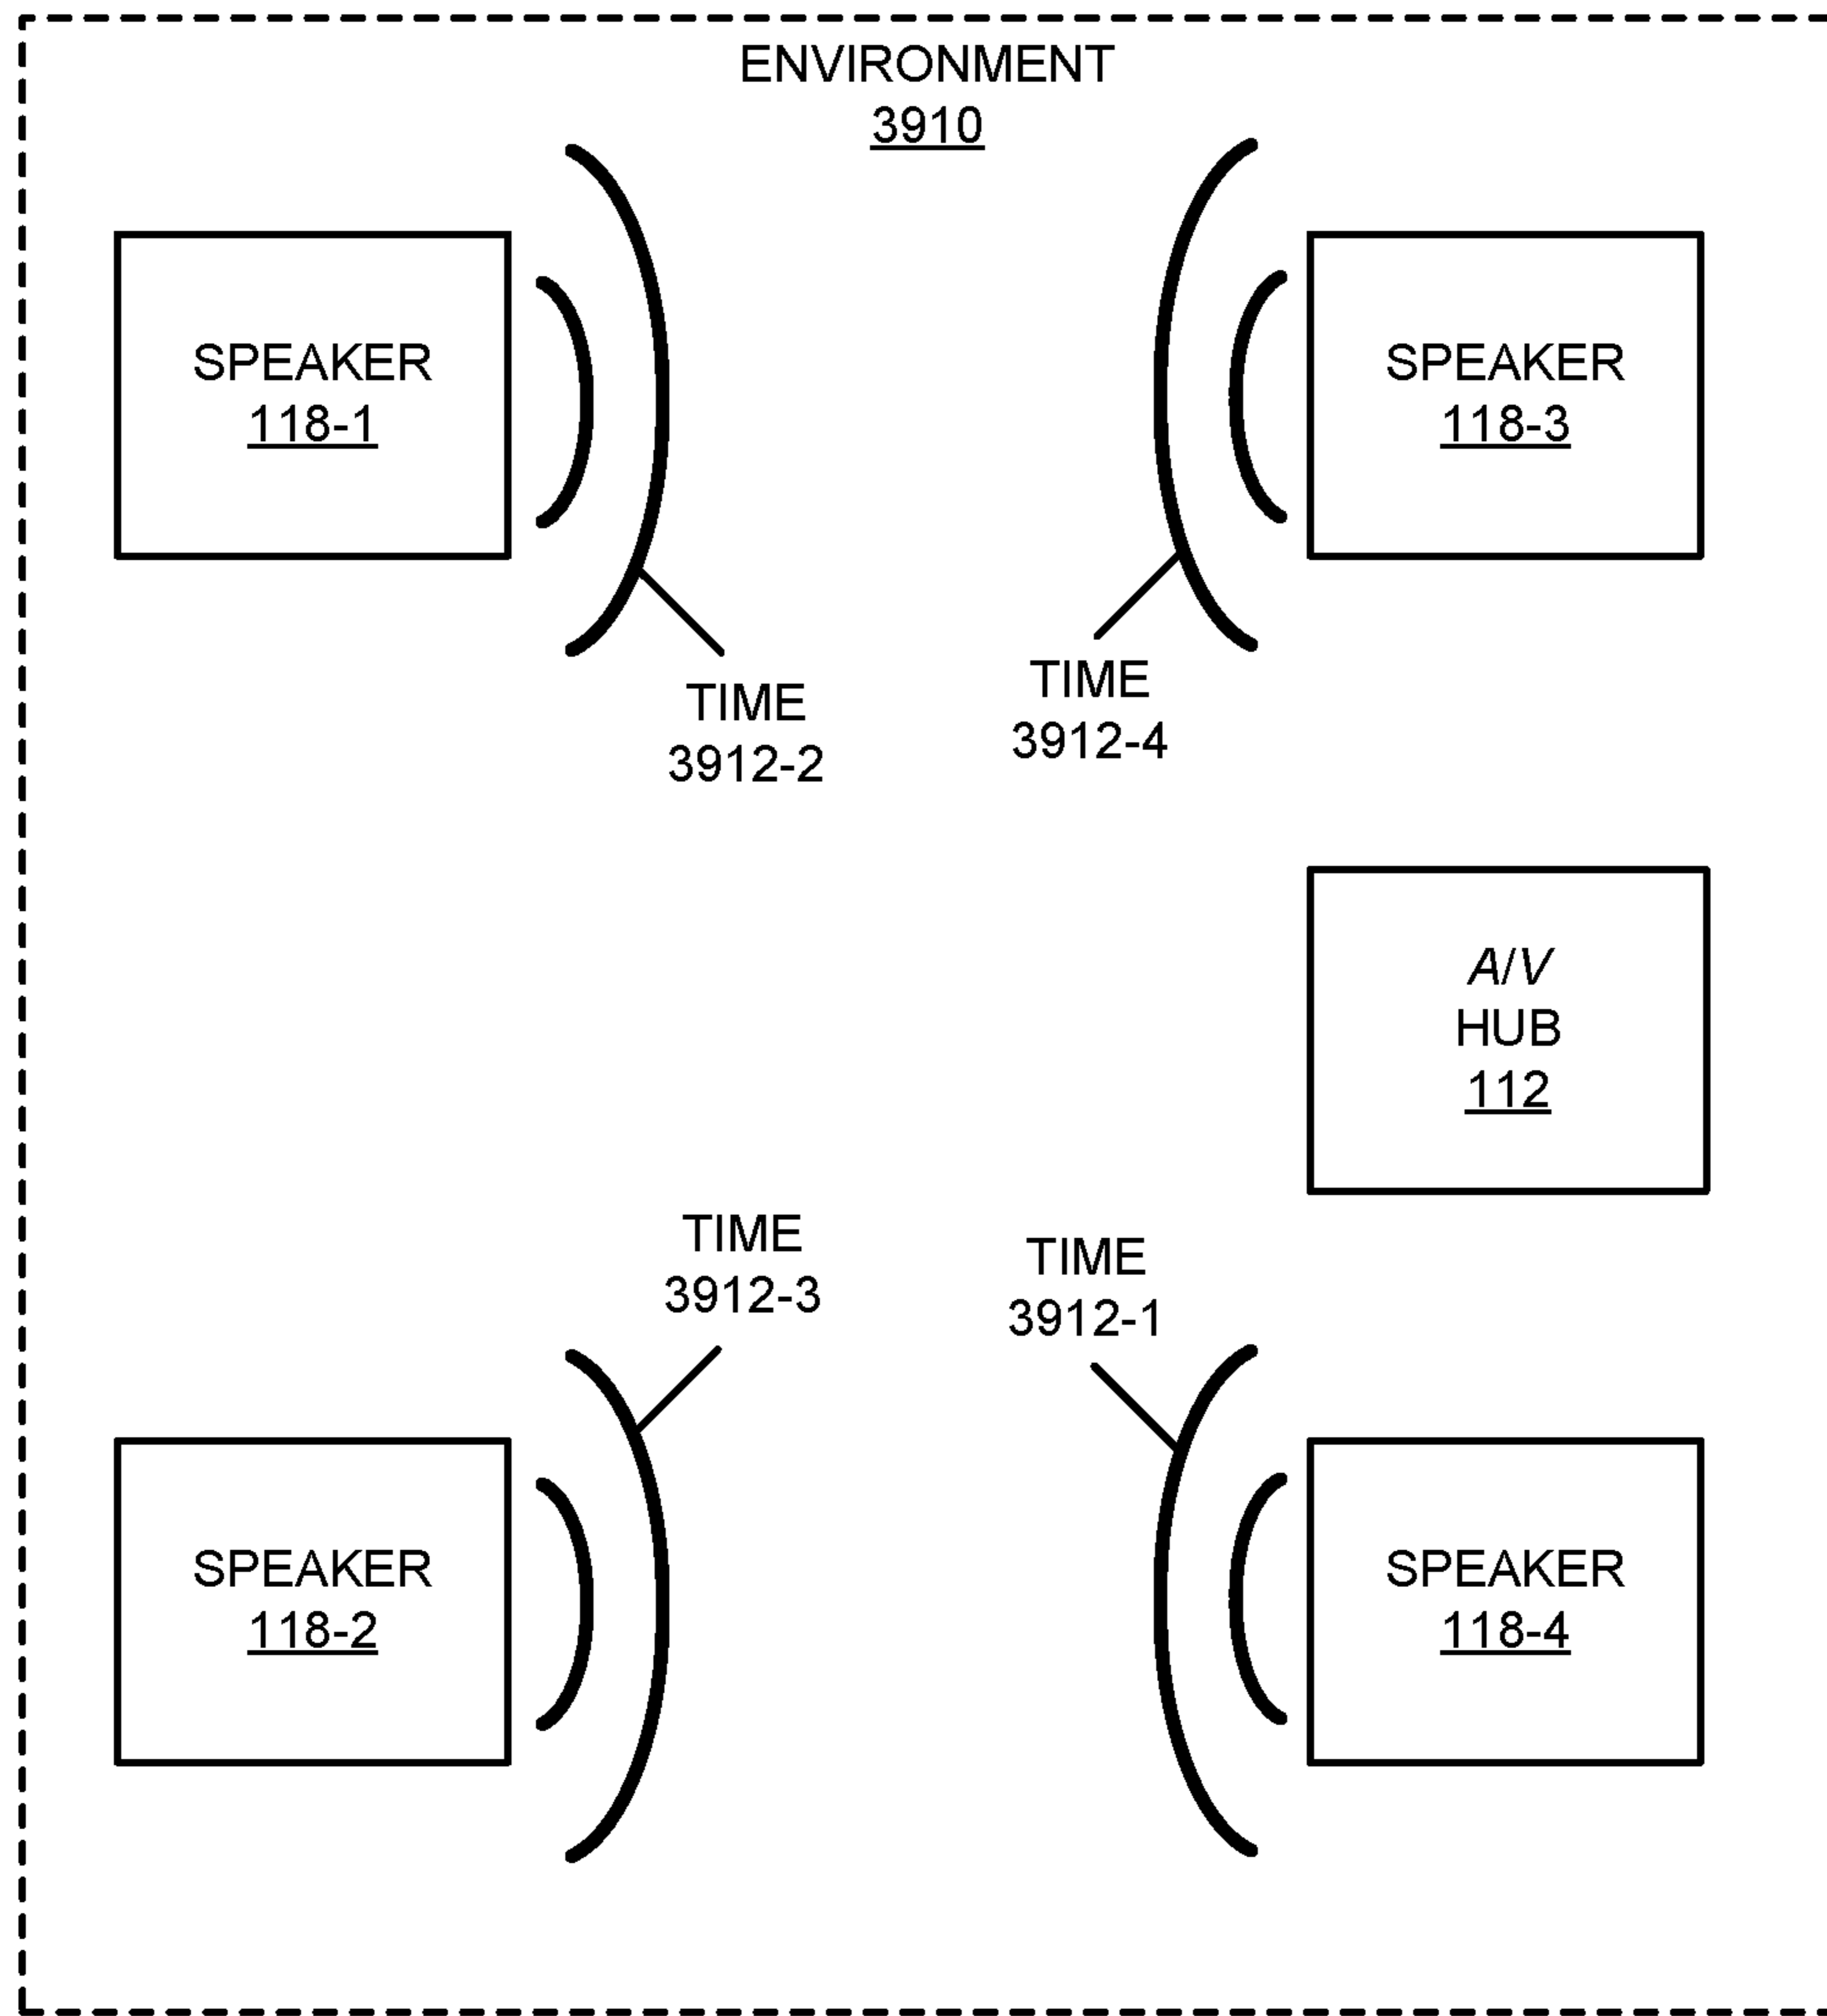 ENVIRONMENT
3910
SPEAKER
118-1
SPEAKER
118-3
TIME
3912-2
TIME
3912-4
A/V
HUB
112
TIME
3912-3
TIME
3912-1
SPEAKER
118-2
SPEAKER
118-4